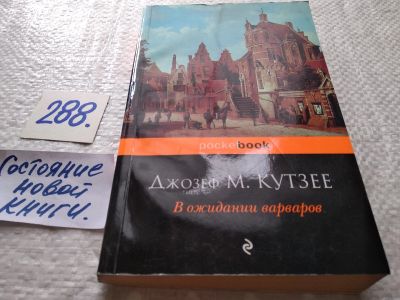 288.
Состояние
новой
книги.
pocketbook
ДЖОЗЕФ М. КУТЗЕЕ
В ожидании варваров